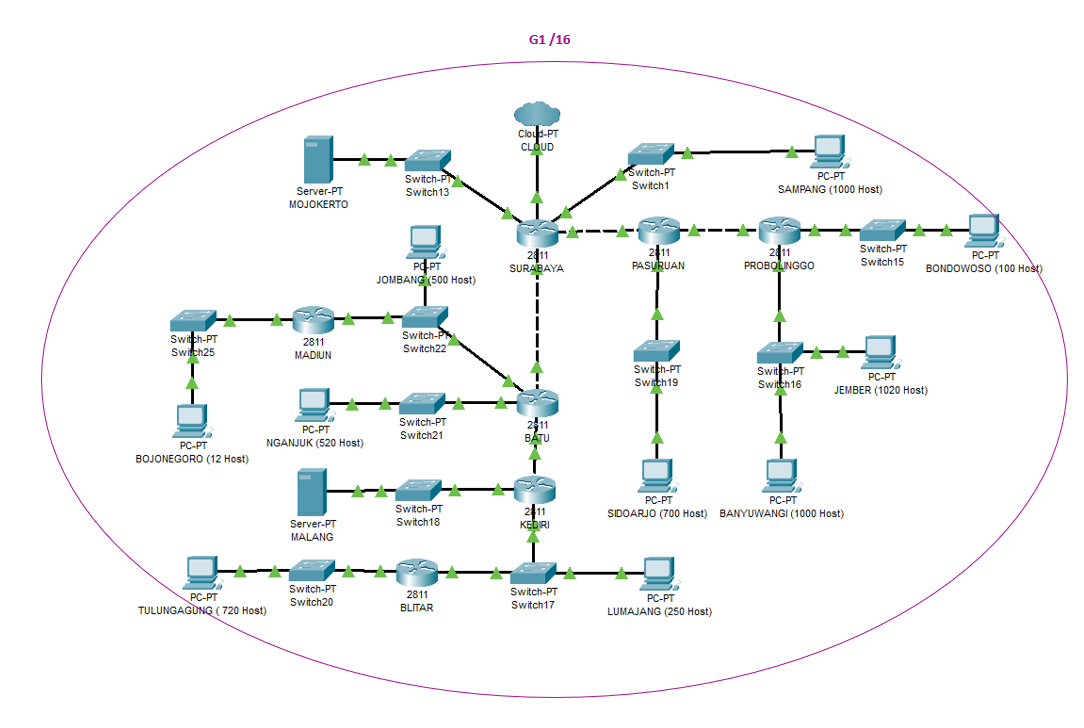 G1 /16
Cloud-PT
CLOUD
Server-PT
MOJOKERTO
Switch-PT
Switch13
Switch-PT
Switch1
PC-PT
SAMPANG (1000 Host)
2811
SURABAYA
2811
PASURUAN
2811
PROBOLINGGO
Switch-PT
Switch15
PC-PT
BONDOWOSO (100 Host)
PC-PT
JOMBANG (500 Host)
Switch-PT
Switch25
2811
MADIUN
Switch-PT
Switch22
Switch-PT
Switch19
Switch-PT
Switch16
PC-PT
JEMBER (1020 Host)
PC-PT
BOJONEGORO (12 Host)
PC-PT
NGANJUK (520 Host)
Switch-PT
Switch21
2811
BATU
PC-PT
SIDOARJO (700 Host)
PC-PT
BANYUWANGI (1000 Host)
Server-PT
MALANG
Switch-PT
Switch18
2811
KEDIRI
PC-PT
TULUNGAGUNG ( 720 Host)
Switch-PT
Switch20
2811
BLITAR
Switch-PT
Switch17
PC-PT
LUMAJANG (250 Host)